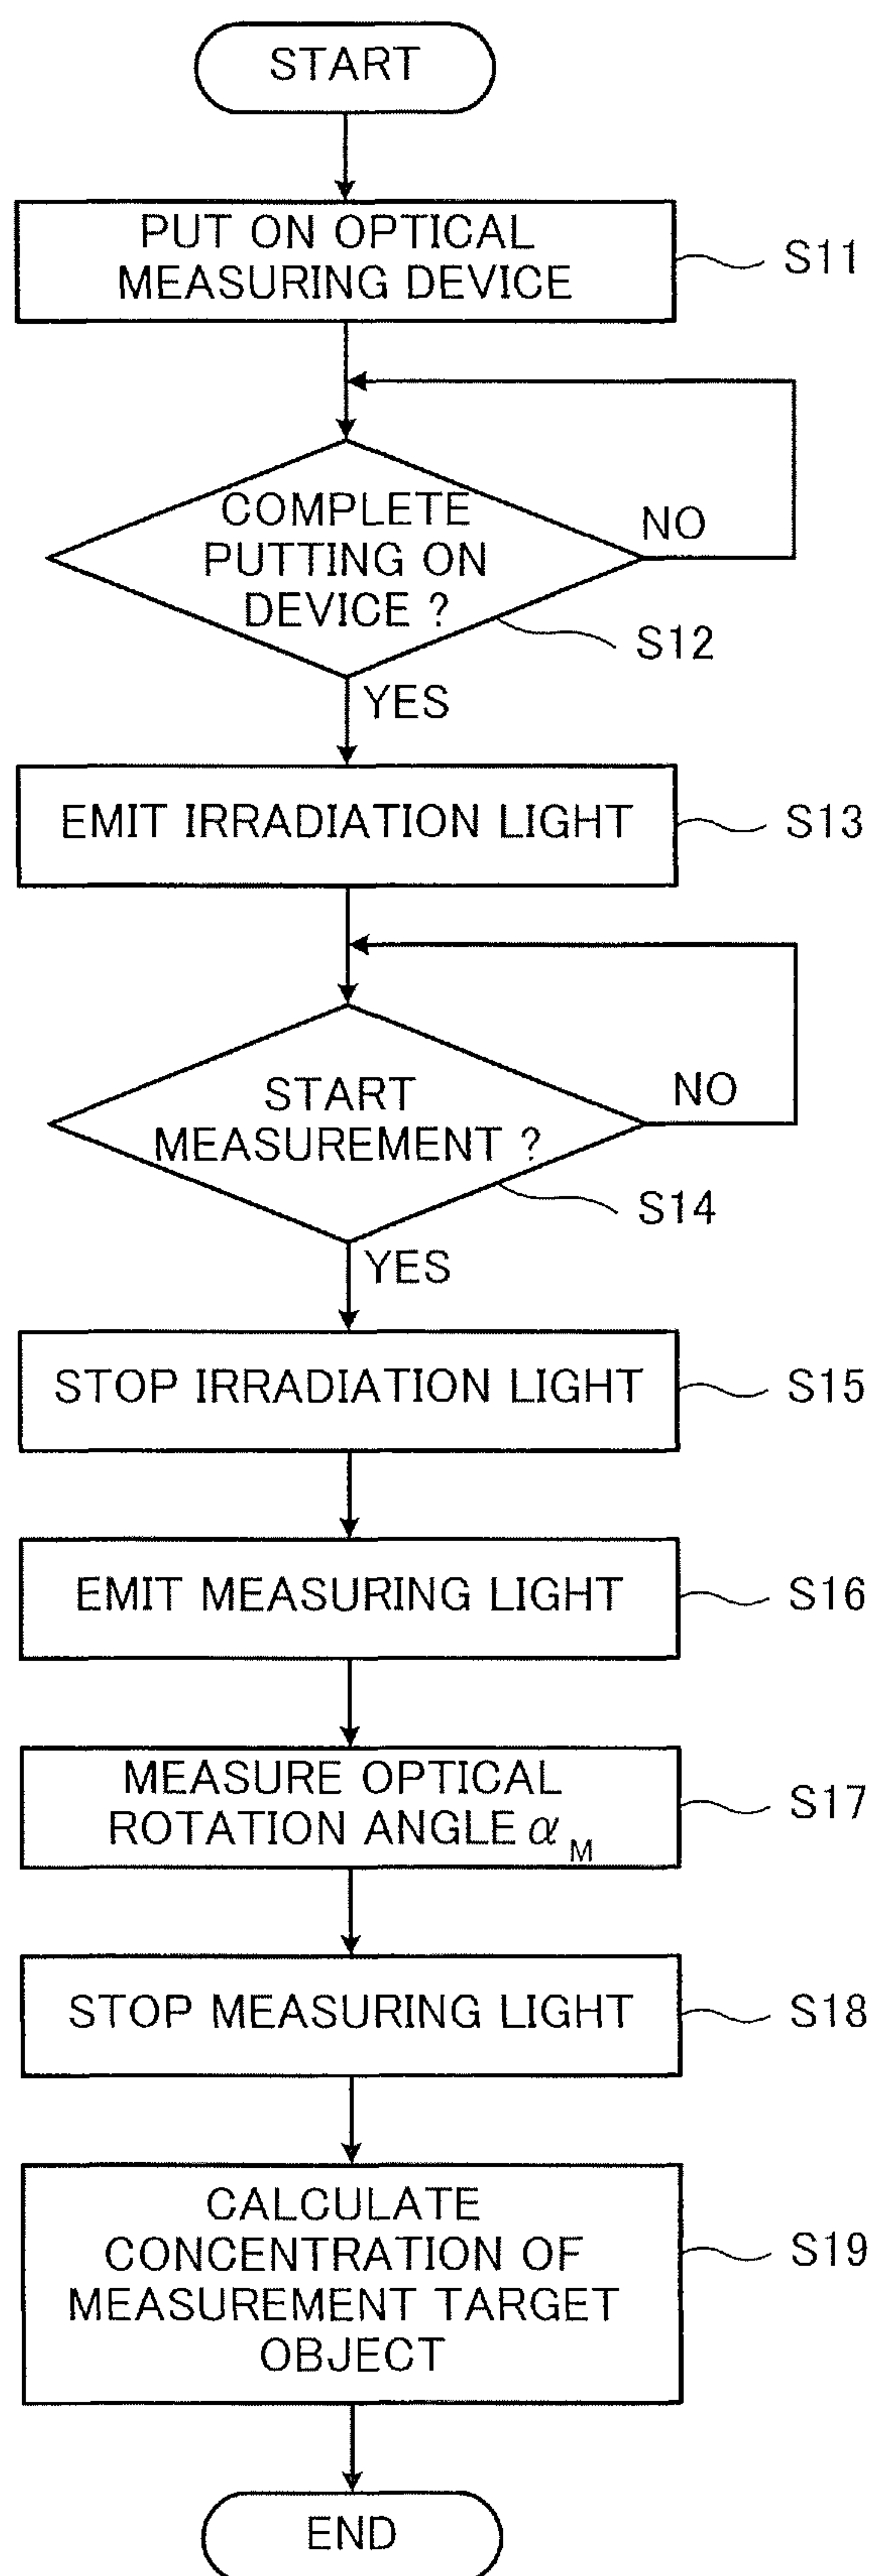 START
PUT ON OPTICAL
MEASURING DEVICE
S11
COMPLETE
PUTTING ON
DEVICE ?
NO
S12
YES
EMIT IRRADIATION LIGHT
S13
START
MEASUREMENT ?
NO
S14
YES
STOP IRRADIATION LIGHT
S15
EMIT MEASURING LIGHT
S16
MEASURE OPTICAL
ROTATION ANGLE α M
S17
STOP MEASURING LIGHT
S18
CALCULATE
CONCENTRATION OF
MEASUREMENT TARGET
OBJECT
S19
END